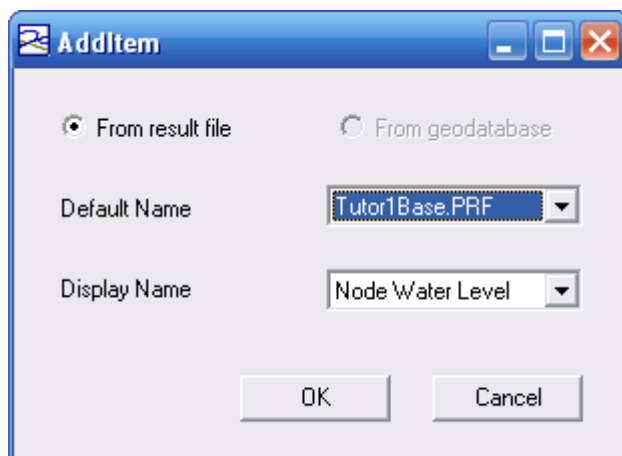 AddItem
From result file From geodatabase
Default Name Tutor1Base.PRF
Display Name Node Water Level
OK Cancel